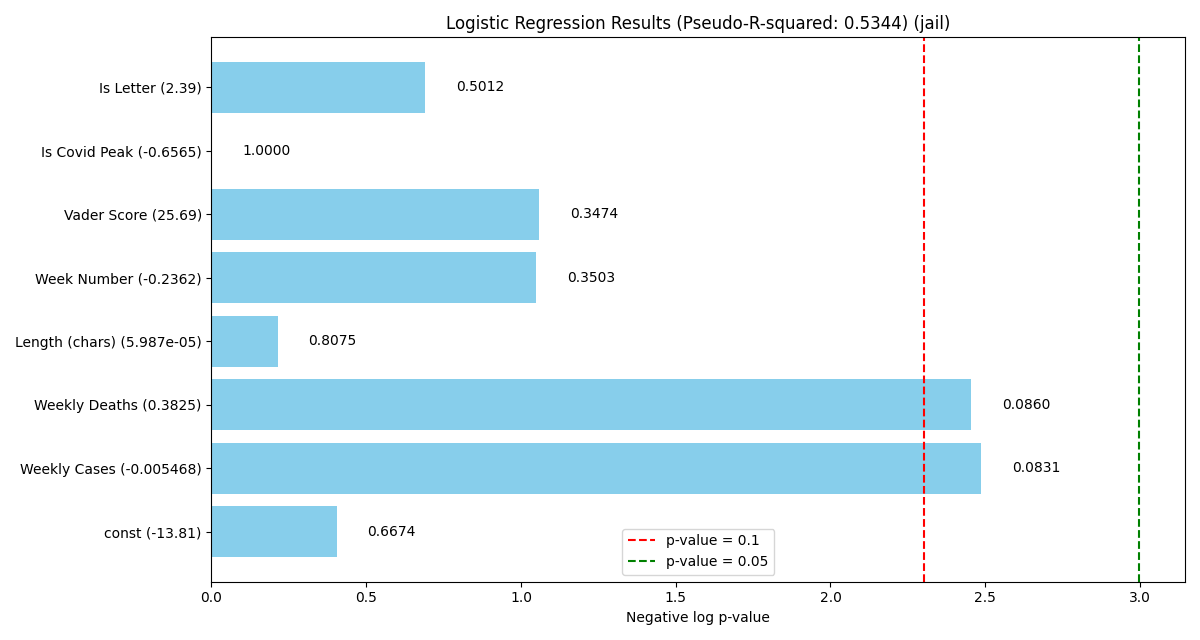 Logistic Regression Results (Pseudo-R-squared: 0.5344) (jail)
Is Letter (2.39) 0.5012
Is Covid Peak (-0.6565) 1.0000
Vader Score (25.69) 0.3474
Week Number (-0.2362) 0.3503
Length (chars) (5.987e-05) 0.8075
Weekly Deaths (0.3825) 0.0860
Weekly Cases (-0.005468) 0.0831
const (-13.81) 0.6674
p-value = 0.1
p-value = 0.05
0.0 0.5 1.0 1.5 2.0 2.5 3.0
Negative log p-value